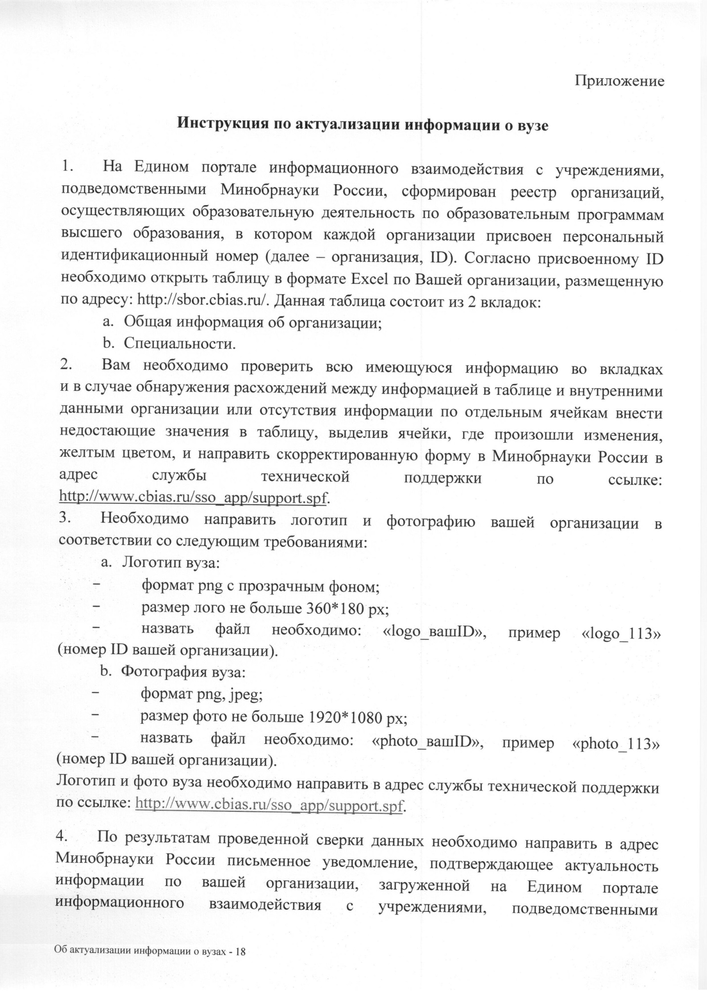 Приложение
Инструкция по актуализации информации о вузе
1. На Едином портале информационного взаимодействия с учреждениями,
подведомственными Минобрнауки России, сформирован реестр организаций,
осуществляющих образовательную деятельность по образовательным программам
высшего образования, в котором каждой организации присвоен персональный
идентификационный номер (далее – организация, ID). Согласно присвоенному ID
необходимо открыть таблицу в формате Excel по Вашей организации, размещенную
по адресу: http://sbor.cbias.ru/. Данная таблица состоит из 2 вкладок:
a. Общая информация об организации;
b. Специальности.
2. Вам необходимо проверить всю имеющуюся информацию во вкладках
и в случае обнаружения расхождений между информацией в таблице и внутренними
данными организации или отсутствия информации по отдельным ячейкам внести
недостающие значения в таблицу, выделив ячейки, где произошли изменения,
желтым цветом, и направить скорректированную форму в Минобрнауки России в
адрес службы технической поддержки по ссылке:
http://www.cbias.ru/sso_app/support.spf.
3. Необходимо направить логотип и фотографию вашей организации в
соответствии со следующим требованиями:
a. Логотип вуза:
– формат png с прозрачным фоном;
– размер лого не больше 360*180 px;
– назвать файл необходимо: «logo_вашID», пример «logo_113»
(номер ID вашей организации).
b. Фотография вуза:
– формат png, jpeg;
– размер фото не больше 1920*1080 px;
– назвать файл необходимо: «photo_вашID», пример «photo_113»
(номер ID вашей организации).
Логотип и фото вуза необходимо направить в адрес службы технической поддержки
по ссылке: http://www.cbias.ru/sso_app/support.spf.
4. По результатам проведенной сверки данных необходимо направить в адрес
Минобрнауки России письменное уведомление, подтверждающее актуальность
информации по вашей организации, загруженной на Едином портале
информационного взаимодействия с учреждениями, подведомственными
Об актуализации информации о вузах - 18